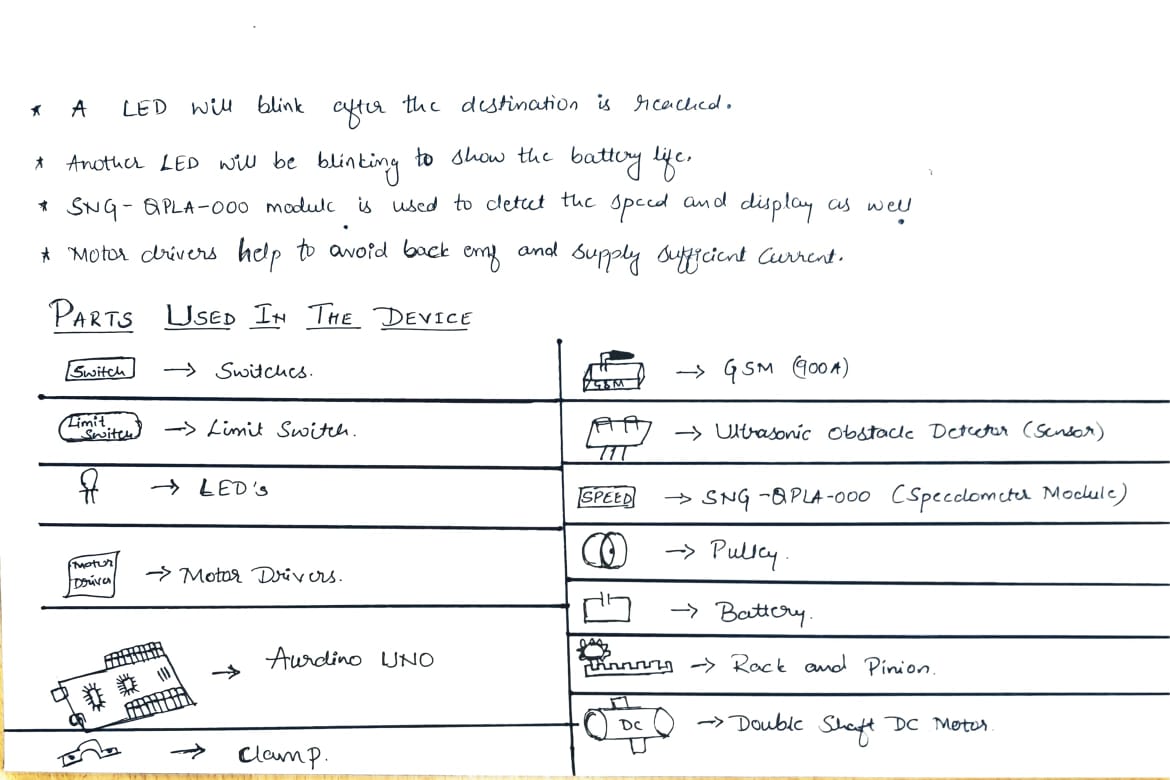 * A LED will blink after the destination is reached.
* Another LED will be blinking to show the battery life.
* SNG-QPLA-000 module is used to detect the speed and display as well.
* Motor drivers help to avoid back emf and supply sufficient current.
PARTS USED IN THE DEVICE
Switch → Switches.
Limit Switch → Limit Switch.
→ LED's
Motor Driver → Motor Drivers.
→ Aurdino UNO
→ Clamp.
GSM → GSM (900A)
→ Ultrasonic Obstacle Detector (Sensor)
SPEED → SNG-QPLA-000 (Speedometer Module)
→ Pulley.
→ Battery.
→ Rack and Pinion.
DC → Double Shaft DC Motor.